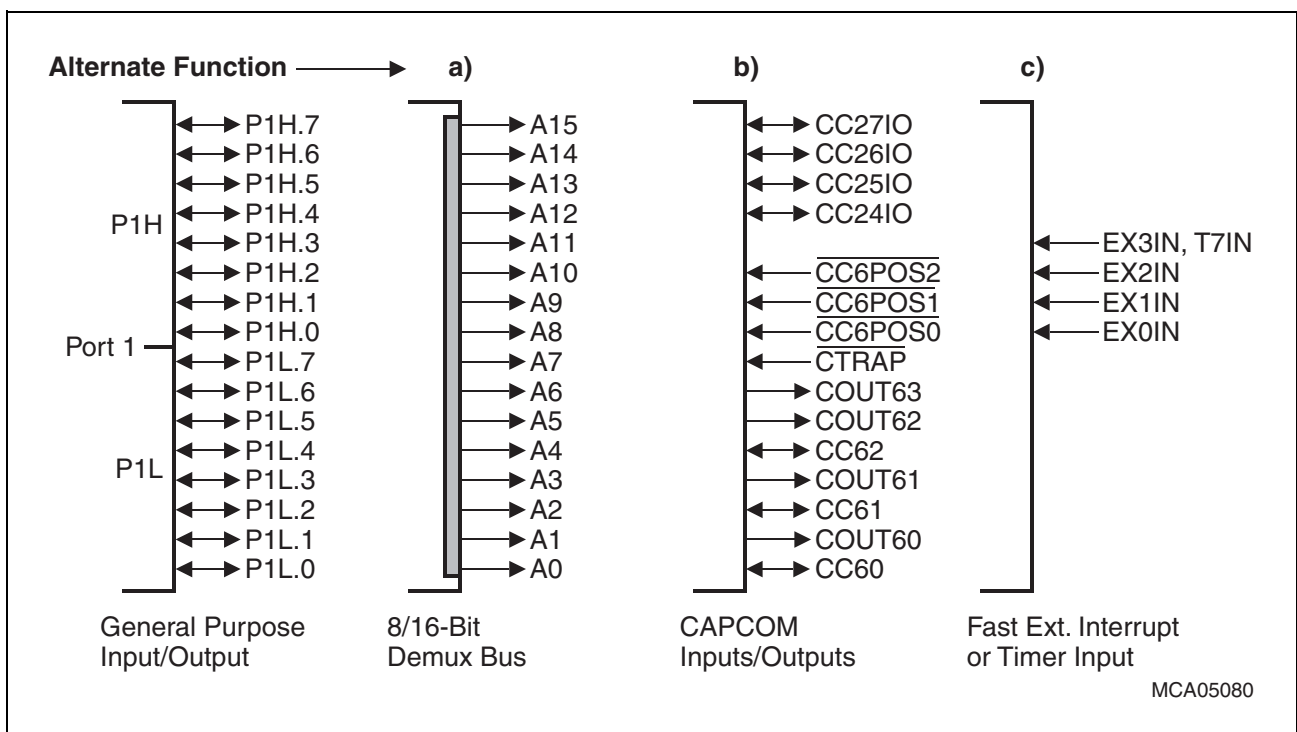 Alternate Function a) b) c)
P1H.7 A15 CC27IO
P1H.6 A14 CC26IO
P1H.5 A13 CC25IO
P1H.4 A12 CC24IO
P1H
P1H.3 A11 EX3IN, T7IN
P1H.2 A10 CC6POS2 EX2IN
P1H.1 A9 CC6POS1 EX1IN
P1H.0 A8 CC6POS0 EX0IN
Port 1
P1L.7 A7 CTRAP
P1L.6 A6 COUT63
P1L.5 A5 COUT62
P1L.4 A4 CC62
P1L
P1L.3 A3 COUT61
P1L.2 A2 CC61
P1L.1 A1 COUT60
P1L.0 A0 CC60
General Purpose 8/16-Bit CAPCOM Fast Ext. Interrupt
Input/Output Demux Bus Inputs/Outputs or Timer Input
MCA05080